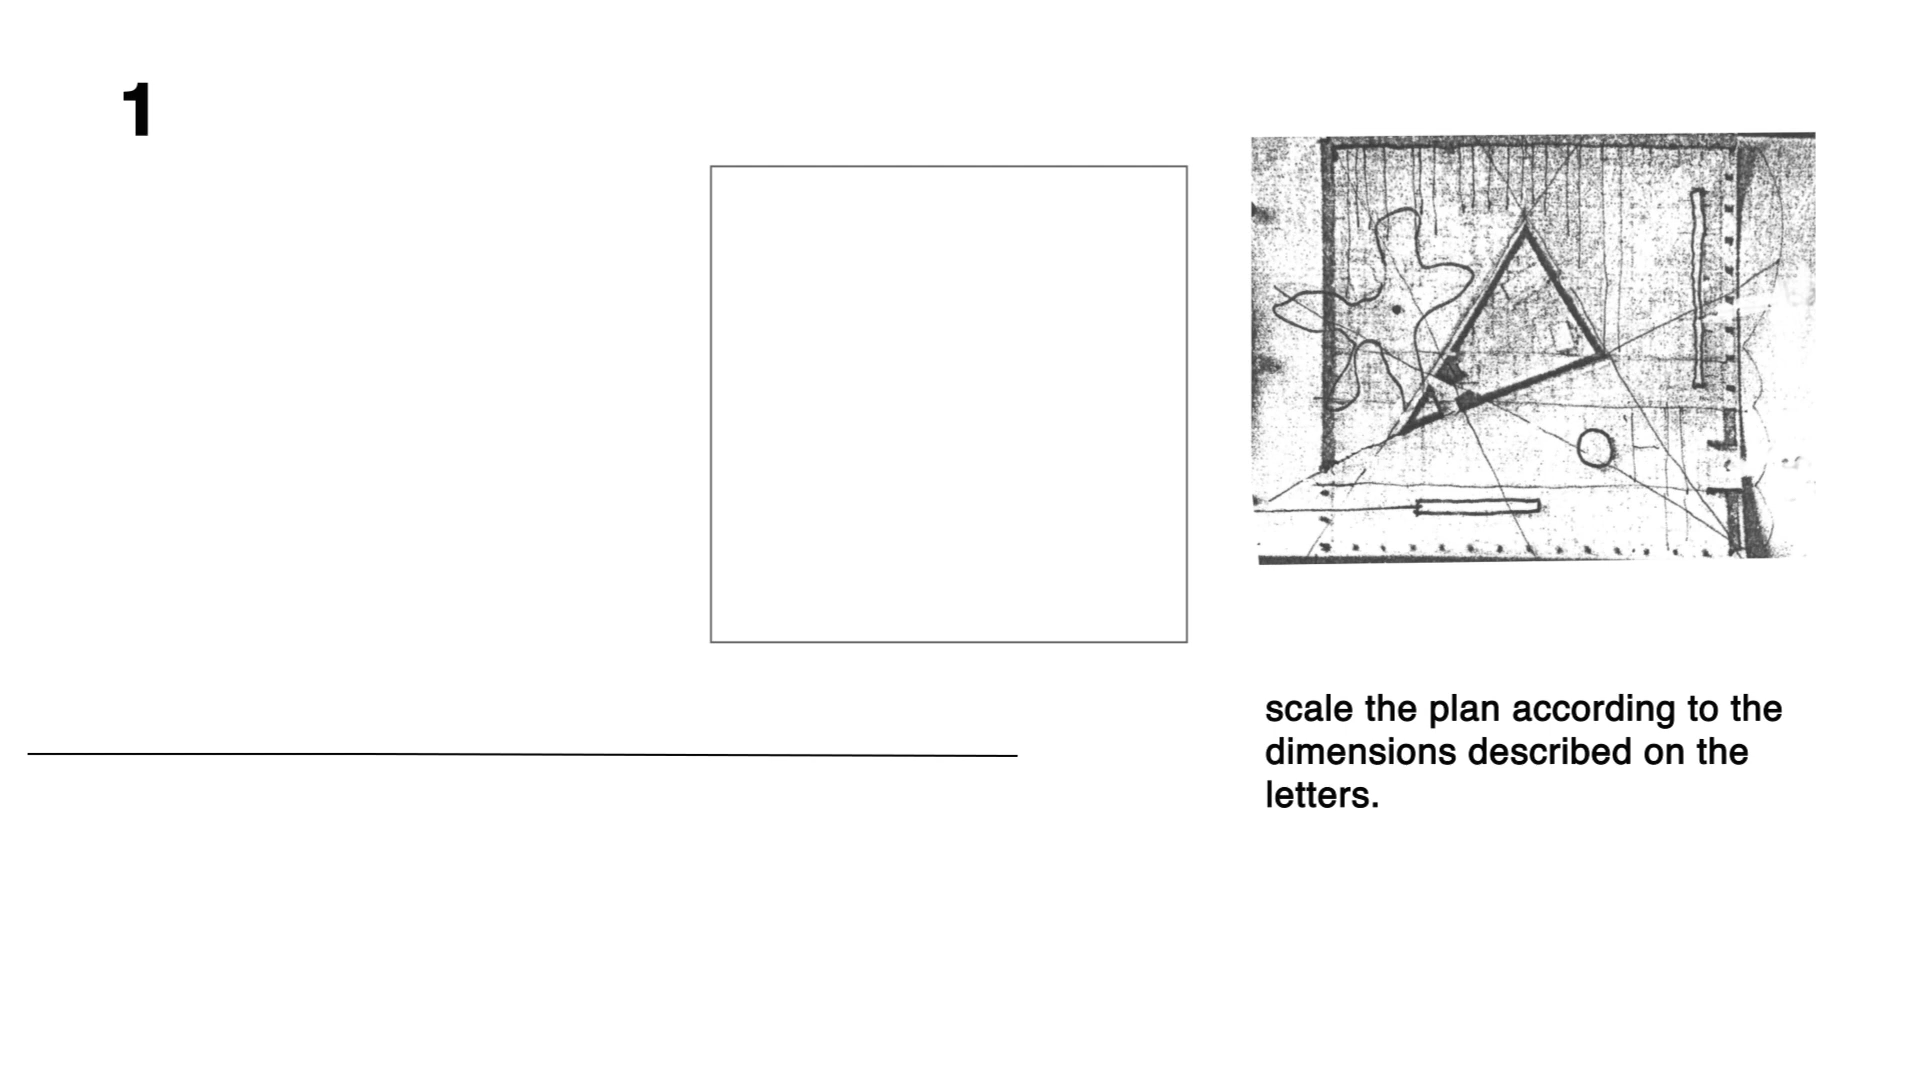 1
scale the plan according to the
dimensions described on the
letters.